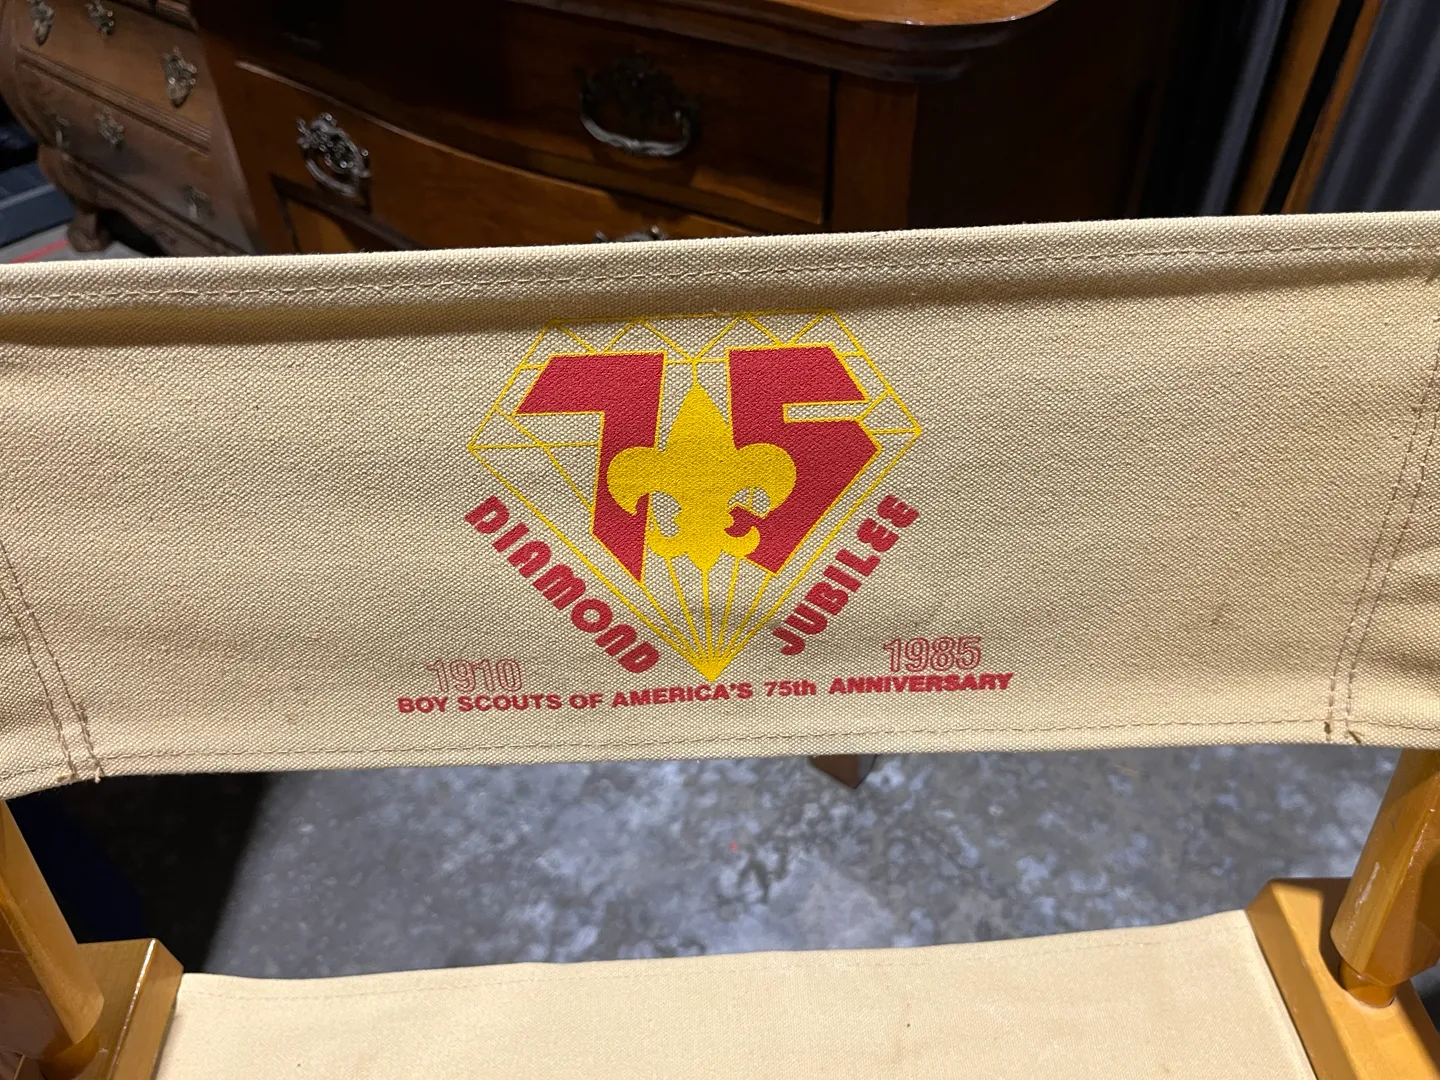 75
DIAMOND JUBILEE
1910 1985
BOY SCOUTS OF AMERICA'S 75th ANNIVERSARY